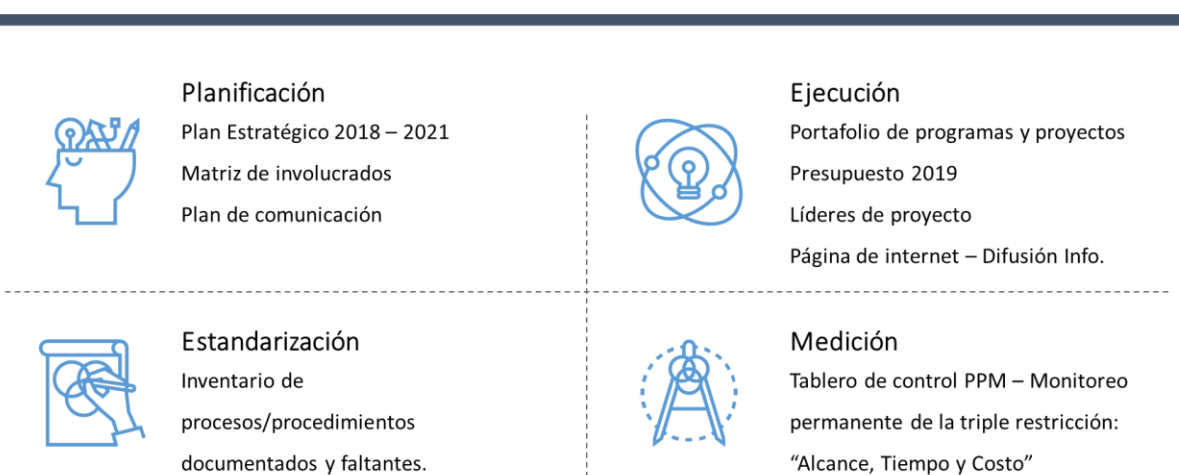 Planificación
Plan Estratégico 2018 – 2021
Matriz de involucrados
Plan de comunicación
Ejecución
Portafolio de programas y proyectos
Presupuesto 2019
Líderes de proyecto
Página de internet – Difusión Info.
Estandarización
Inventario de
procesos/procedimientos
documentados y faltantes.
Medición
Tablero de control PPM – Monitoreo
permanente de la triple restricción:
“Alcance, Tiempo y Costo”